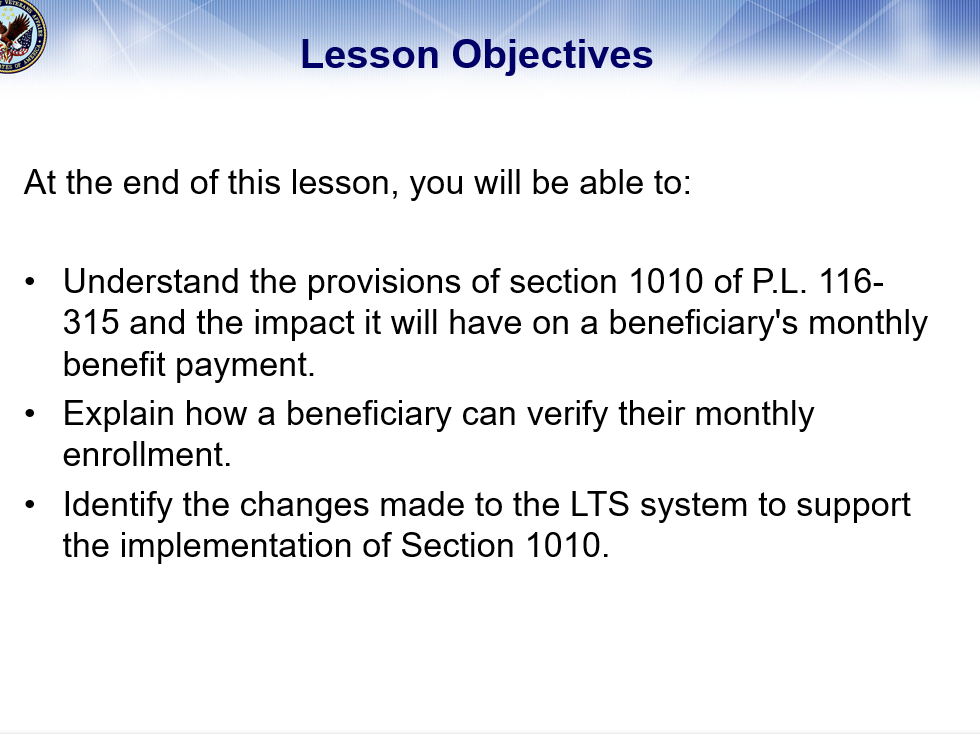 Lesson Objectives
At the end of this lesson, you will be able to:
• Understand the provisions of section 1010 of P.L. 116-
315 and the impact it will have on a beneficiary's monthly
benefit payment.
• Explain how a beneficiary can verify their monthly
enrollment.
• Identify the changes made to the LTS system to support
the implementation of Section 1010.